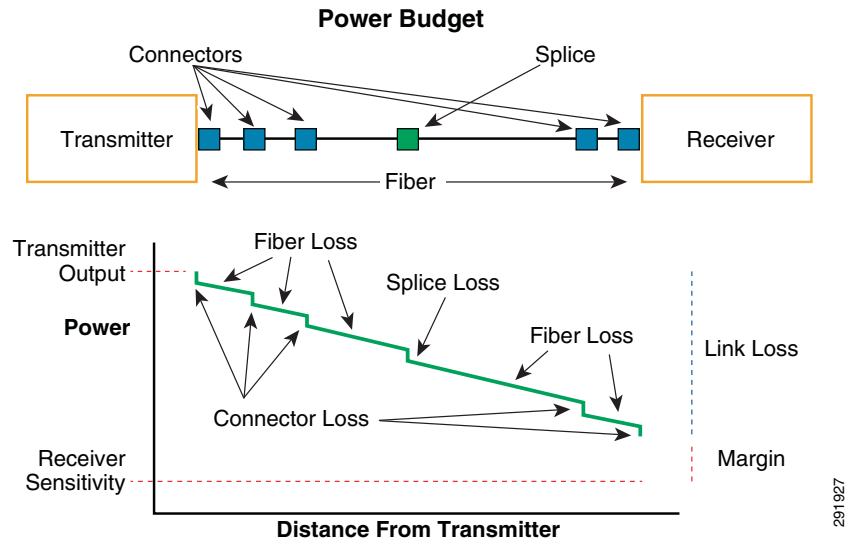 Power Budget
Connectors
Splice
Transmitter
Receiver
Fiber
Transmitter
Output
Fiber Loss
Splice Loss
Power
Fiber Loss
Link Loss
Connector Loss
Receiver
Sensitivity
Margin
291927
Distance From Transmitter